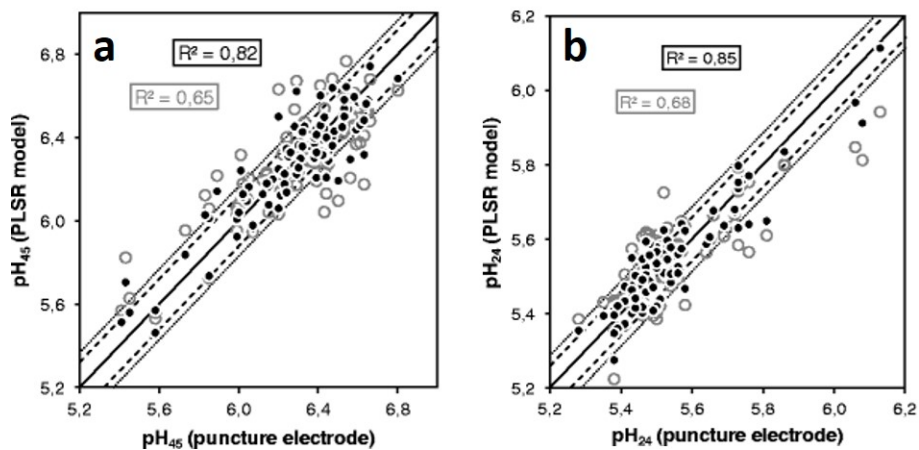 a
R² = 0,82
R² = 0,65
6,8
6,4
6,0
5,6
5,2
pH₄₅ (PLSR model)
5,2 5,6 6,0 6,4 6,8
pH₄₅ (puncture electrode)
b
R² = 0,85
R² = 0,68
6,2
6,0
5,8
5,6
5,4
5,2
pH₂₄ (PLSR model)
5,2 5,4 5,6 5,8 6,0 6,2
pH₂₄ (puncture electrode)